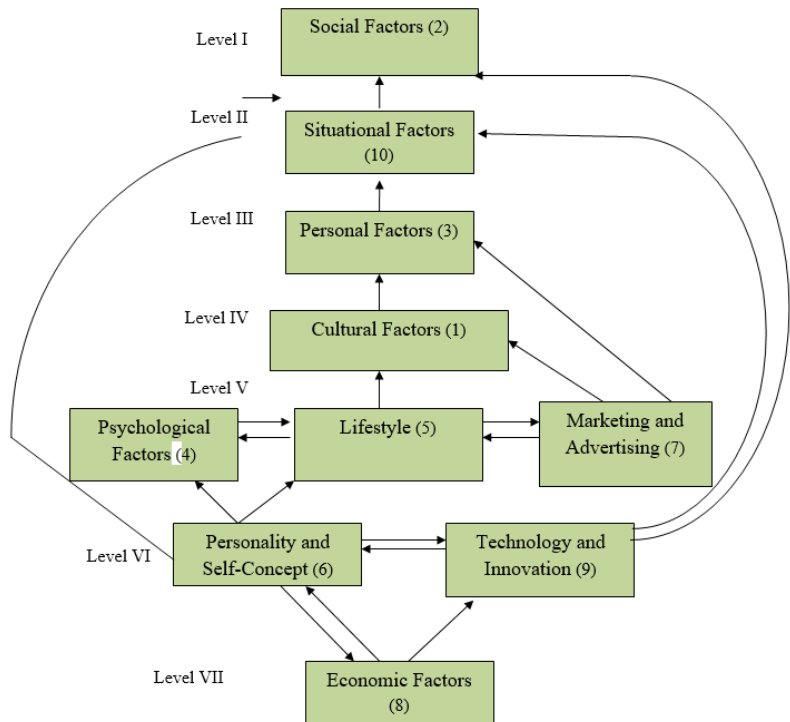 Level I
Social Factors (2)
Level II
Situational Factors
(10)
Level III
Personal Factors (3)
Level IV
Cultural Factors (1)
Level V
Psychological
Factors (4)
Lifestyle (5)
Marketing and
Advertising (7)
Level VI
Personality and
Self-Concept (6)
Technology and
Innovation (9)
Level VII
Economic Factors
(8)